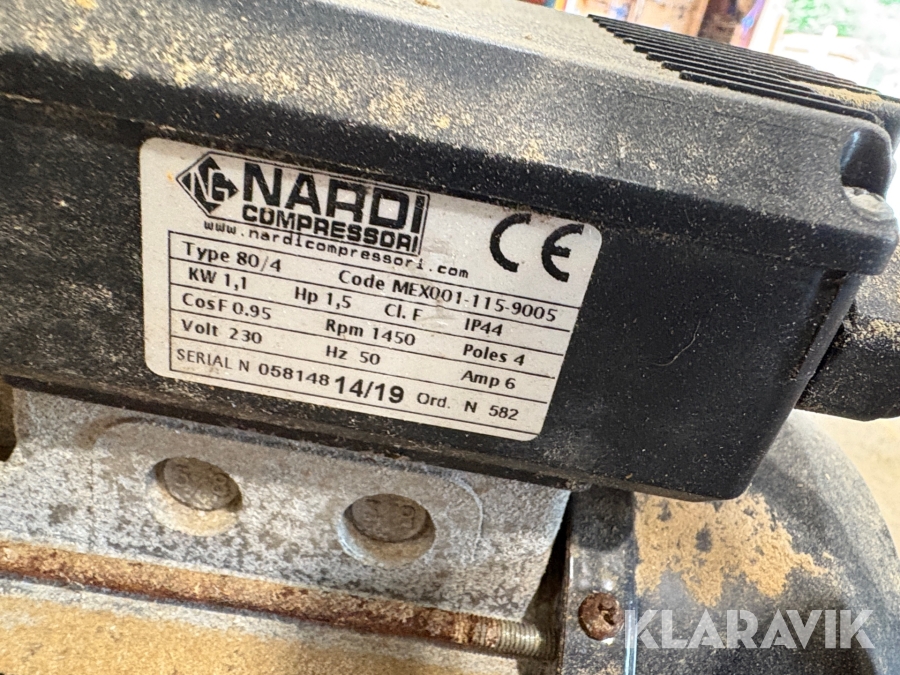 NG NARDI
COMPRESSORI
www.nardicompressori.com
CE
Type 80/4 Code MEX001-115-9005
KW 1,1 Hp 1,5 Cl. F IP44
CosF 0.95 Rpm 1450 Poles 4
Volt 230 Hz 50 Amp 6
SERIAL N 058148 14/19 Ord. N 582
KLARAVIK